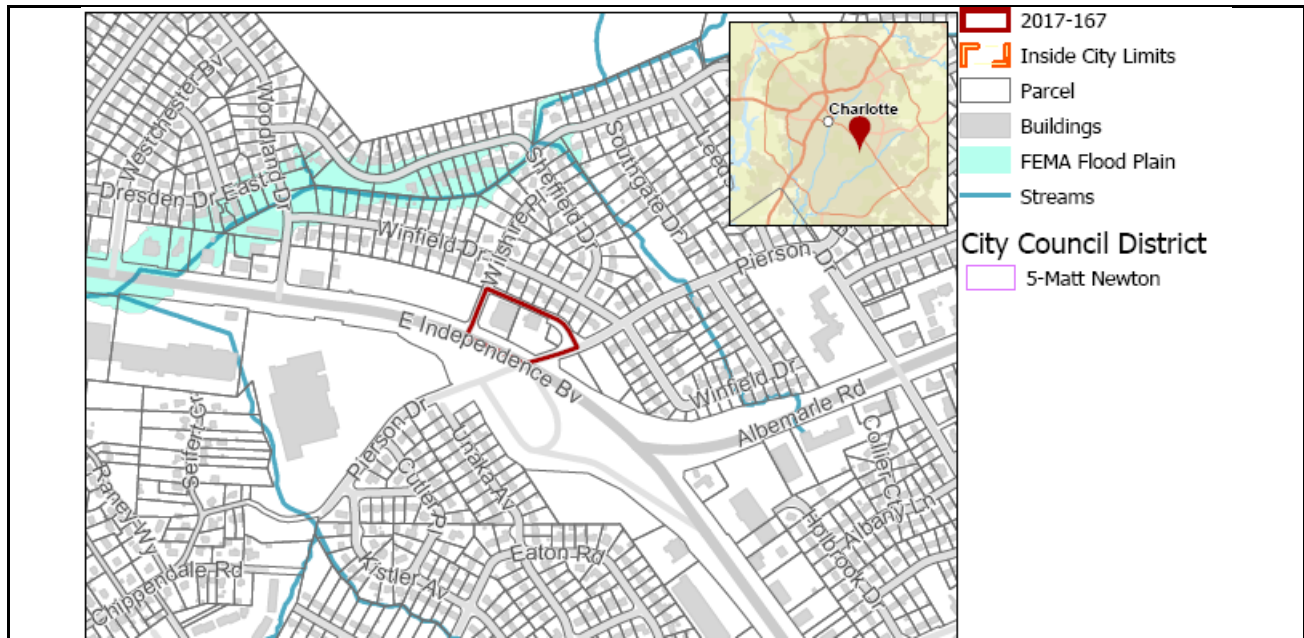 2017-167
Inside City Limits
Parcel
Buildings
FEMA Flood Plain
Streams
City Council District
5-Matt Newton
Charlotte
Westchester Bv
Woodland Dr
Dresden Dr East
Winfield Dr
Wilshire Pl
Sheffield Dr
Southgate Dr
Leeds
Pierson Dr
E Independence Bv
Winfield Dr
Albemarle Rd
Seifert Cr
Pierson Dr
Unaka Av
Cutler Pl
Raney Wy
Chippendale Rd
Kistler Av
Eaton Rd
Collier Ct
Albany Ln
Holbrook Dr